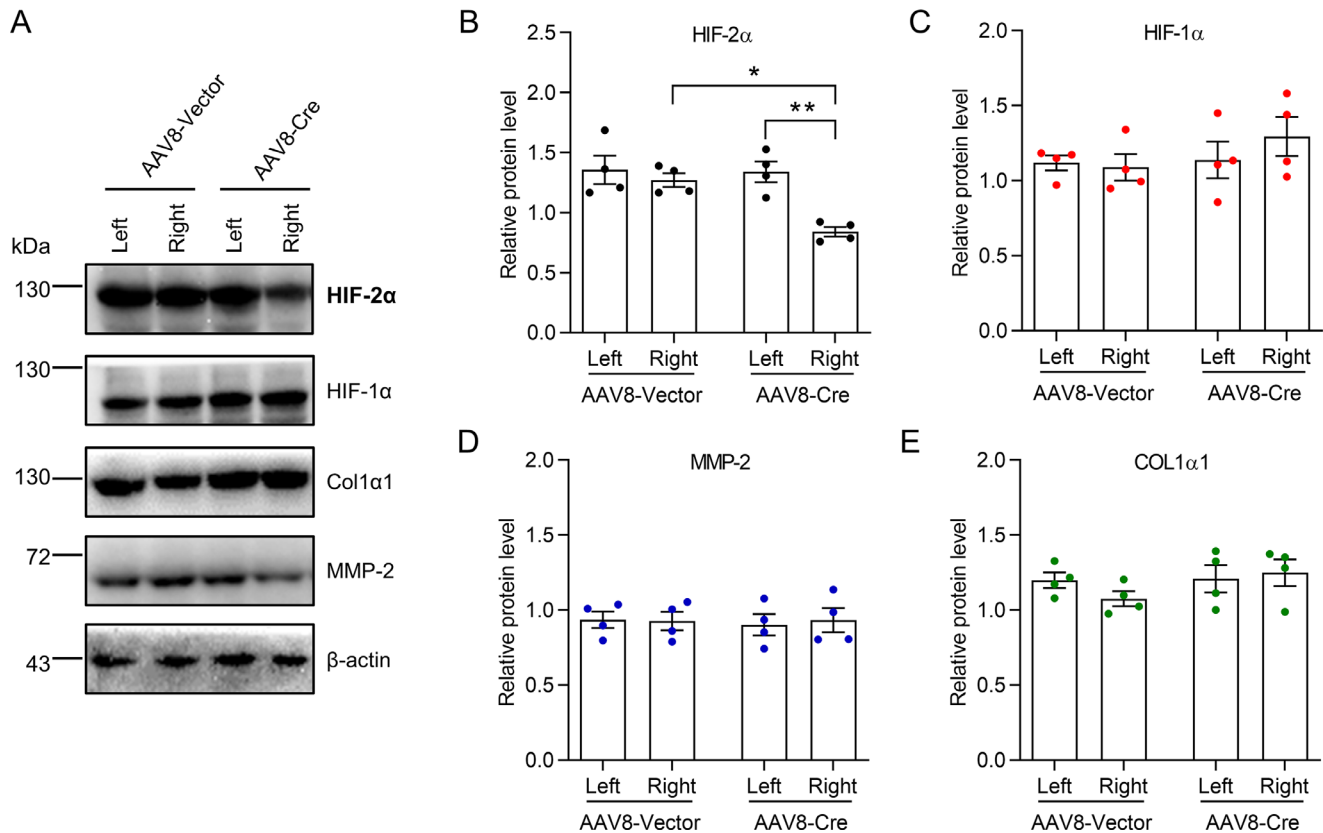 A
AAV8-Vector
AAV8-Cre
kDa
Left
Right
Left
Right
130
HIF-2α
130
HIF-1α
130
Col1α1
72
MMP-2
43
β-actin
B
HIF-2α
Relative protein level
2.5
2.0
1.5
1.0
0.5
0.0
*
**
Left Right Left Right
AAV8-Vector AAV8-Cre
C
HIF-1α
Relative protein level
2.0
1.5
1.0
0.5
0.0
Left Right Left Right
AAV8-Vector AAV8-Cre
D
MMP-2
Relative protein level
2.0
1.5
1.0
0.5
0.0
Left Right Left Right
AAV8-Vector AAV8-Cre
E
COL1α1
Relative protein level
2.0
1.5
1.0
0.5
0.0
Left Right Left Right
AAV8-Vector AAV8-Cre